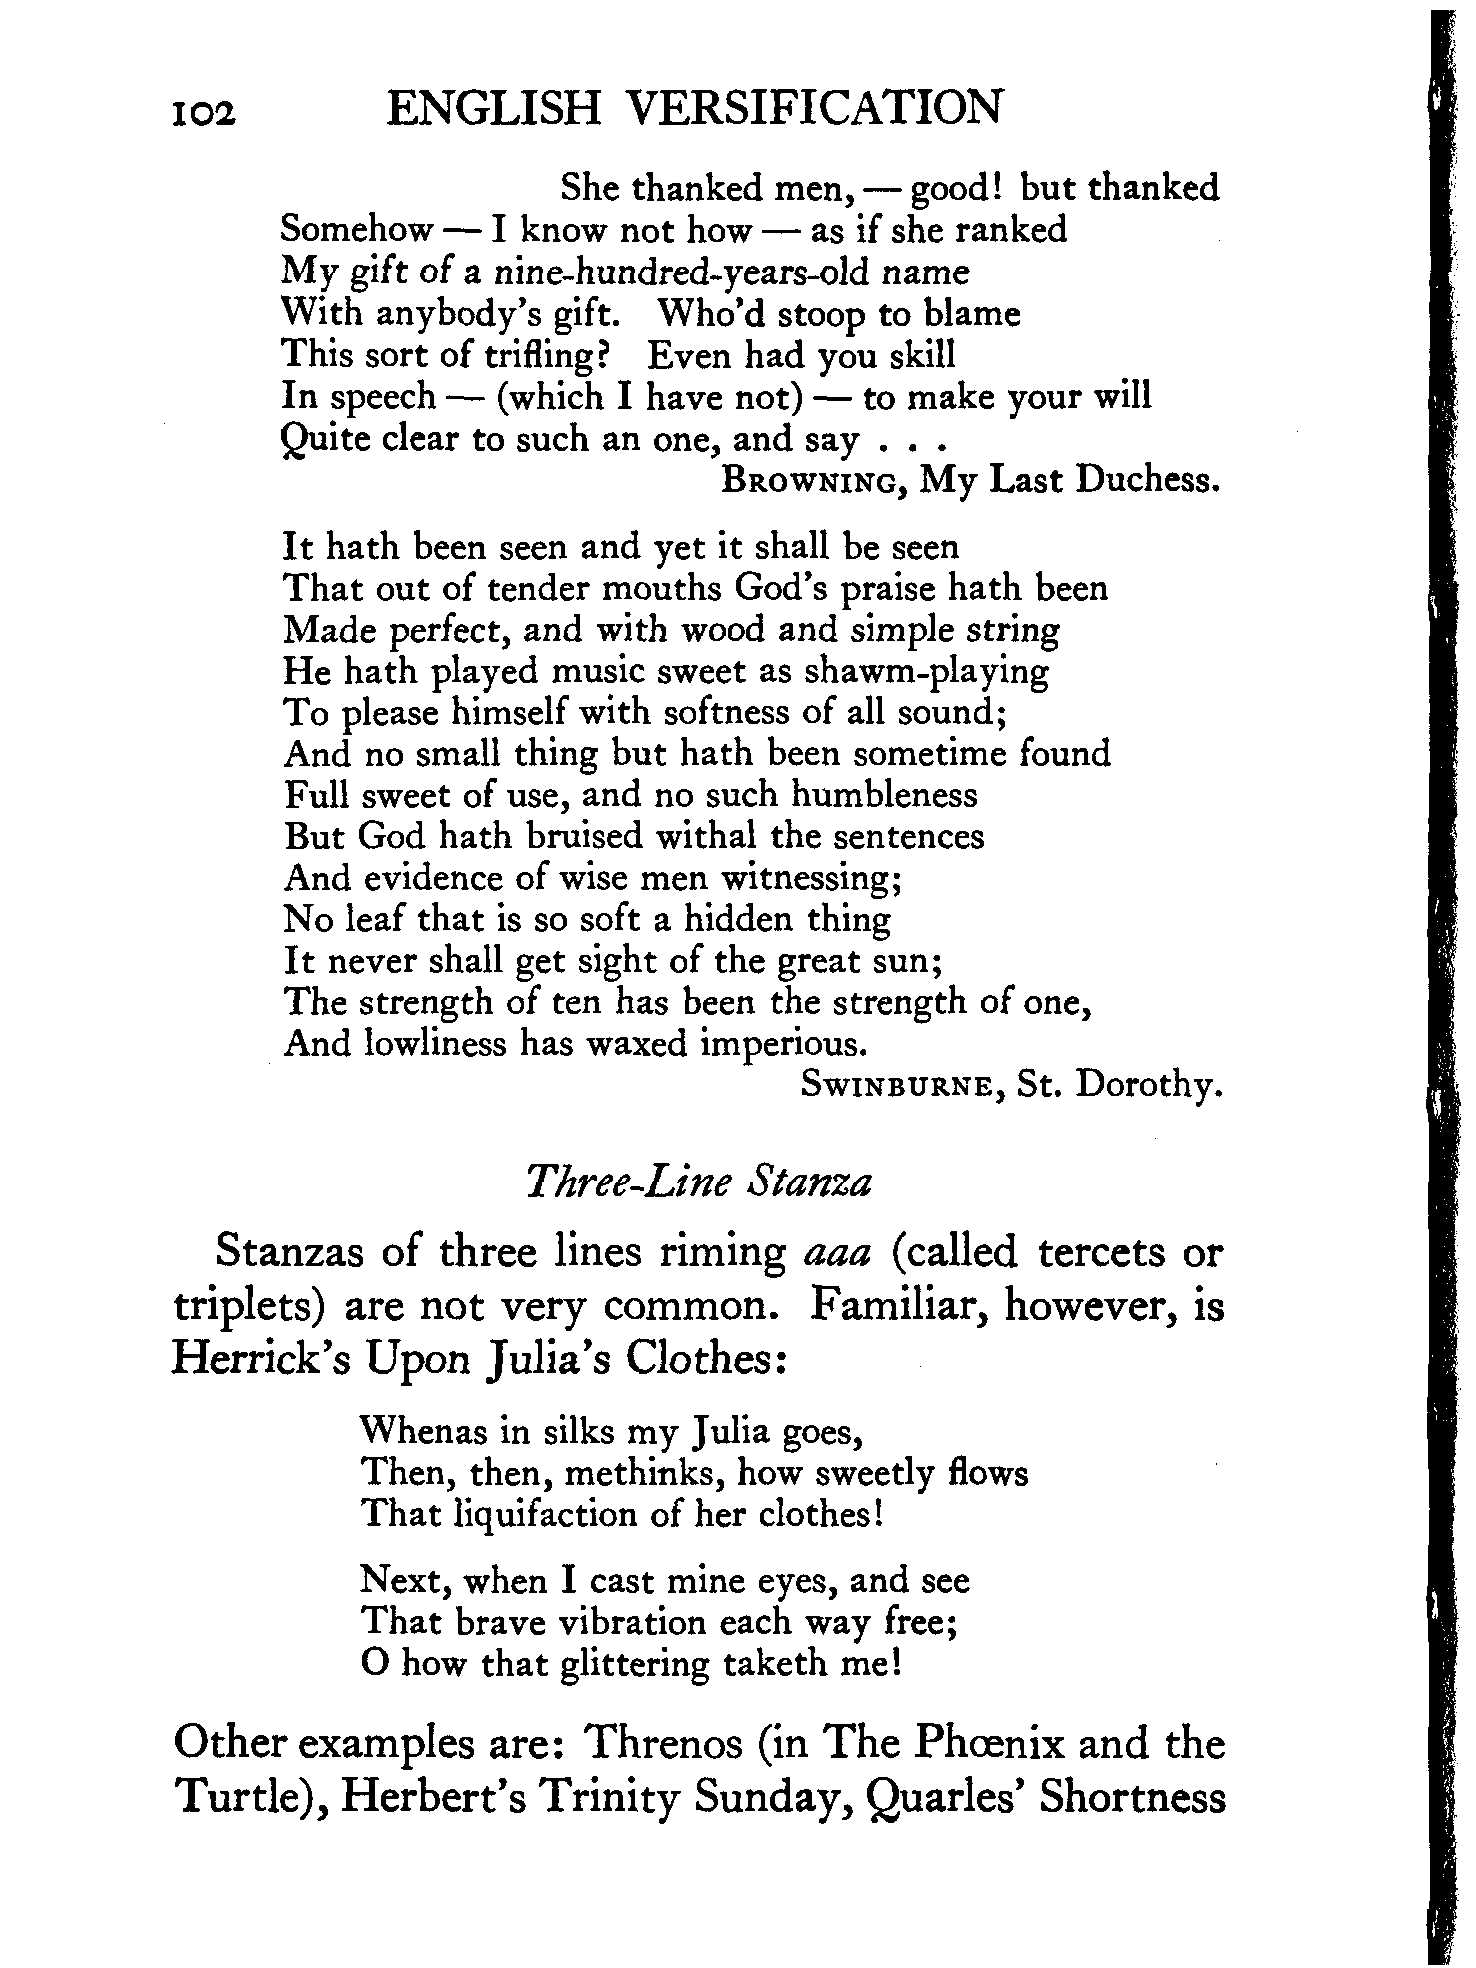 102 ENGLISH VERSIFICATION
She thanked men, — good! but thanked
Somehow — I know not how — as if she ranked
My gift of a nine-hundred-years-old name
With anybody's gift. Who'd stoop to blame
This sort of trifling? Even had you skill
In speech — (which I have not) — to make your will
Quite clear to such an one, and say . . .
BROWNING, My Last Duchess.
It hath been seen and yet it shall be seen
That out of tender mouths God's praise hath been
Made perfect, and with wood and simple string
He hath played music sweet as shawm-playing
To please himself with softness of all sound;
And no small thing but hath been sometime found
Full sweet of use, and no such humbleness
But God hath bruised withal the sentences
And evidence of wise men witnessing;
No leaf that is so soft a hidden thing
It never shall get sight of the great sun;
The strength of ten has been the strength of one,
And lowliness has waxed imperious.
SWINBURNE, St. Dorothy.
Three-Line Stanza
Stanzas of three lines riming aaa (called tercets or
triplets) are not very common. Familiar, however, is
Herrick's Upon Julia's Clothes:
Whenas in silks my Julia goes,
Then, then, methinks, how sweetly flows
That liquifaction of her clothes!
Next, when I cast mine eyes, and see
That brave vibration each way free;
O how that glittering taketh me!
Other examples are: Threnos (in The Phœnix and the
Turtle), Herbert's Trinity Sunday, Quarles' Shortness